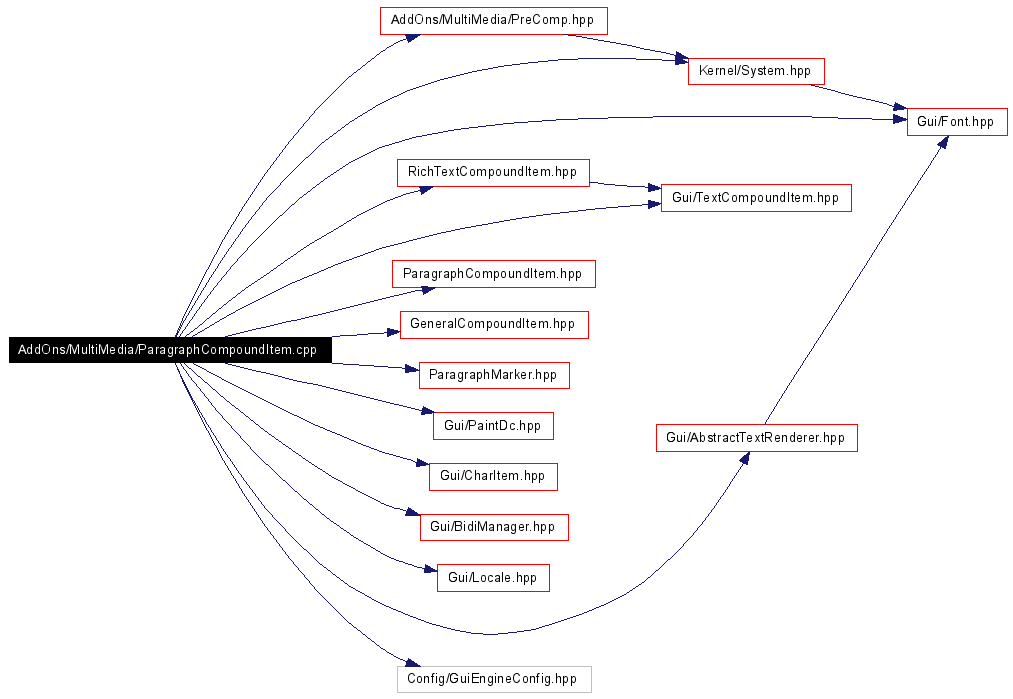 AddOns/MultiMedia/PreComp.hpp
Kernel/System.hpp
Gui/Font.hpp
RichTextCompoundItem.hpp
Gui/TextCompoundItem.hpp
ParagraphCompoundItem.hpp
GeneralCompoundItem.hpp
AddOns/MultiMedia/ParagraphCompoundItem.cpp
ParagraphMarker.hpp
Gui/PaintDc.hpp
Gui/AbstractTextRenderer.hpp
Gui/CharItem.hpp
Gui/BidiManager.hpp
Gui/Locale.hpp
Config/GuiEngineConfig.hpp